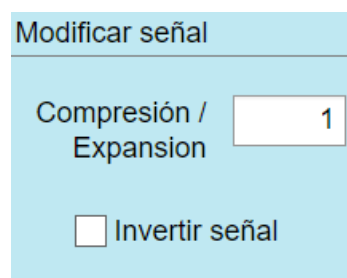 Modificar señal
Compresión / 1
Expansion
Invertir señal